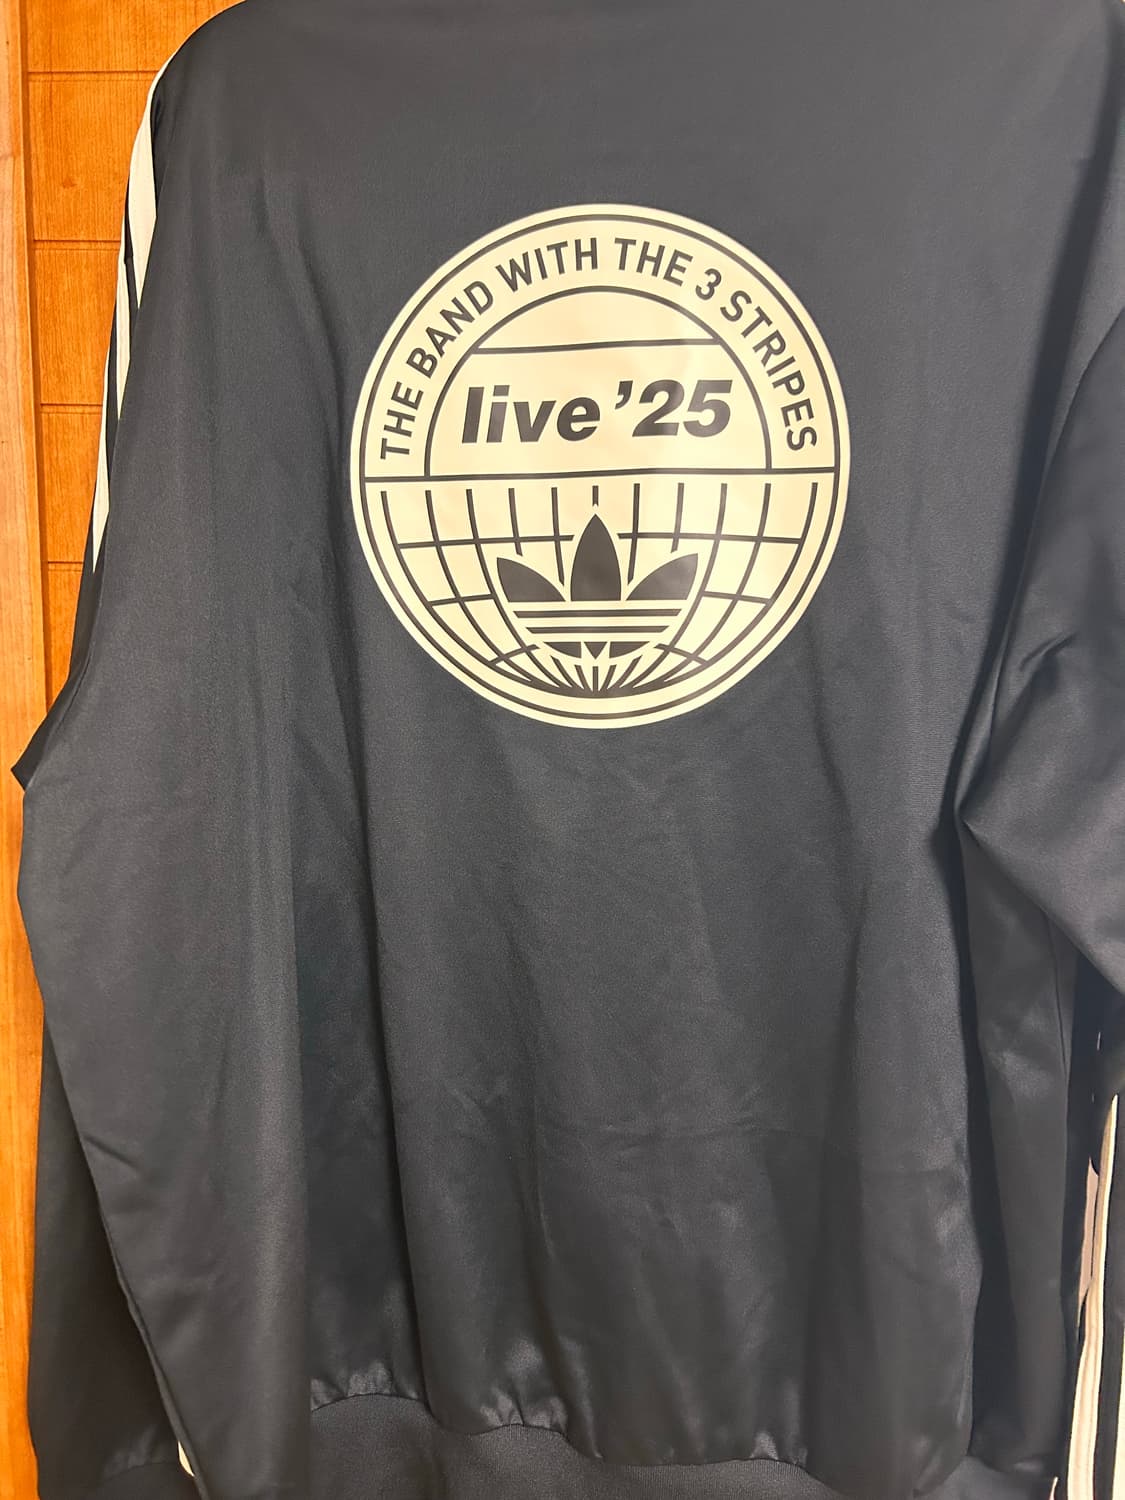 THE BAND WITH THE 3 STRIPES
live '25